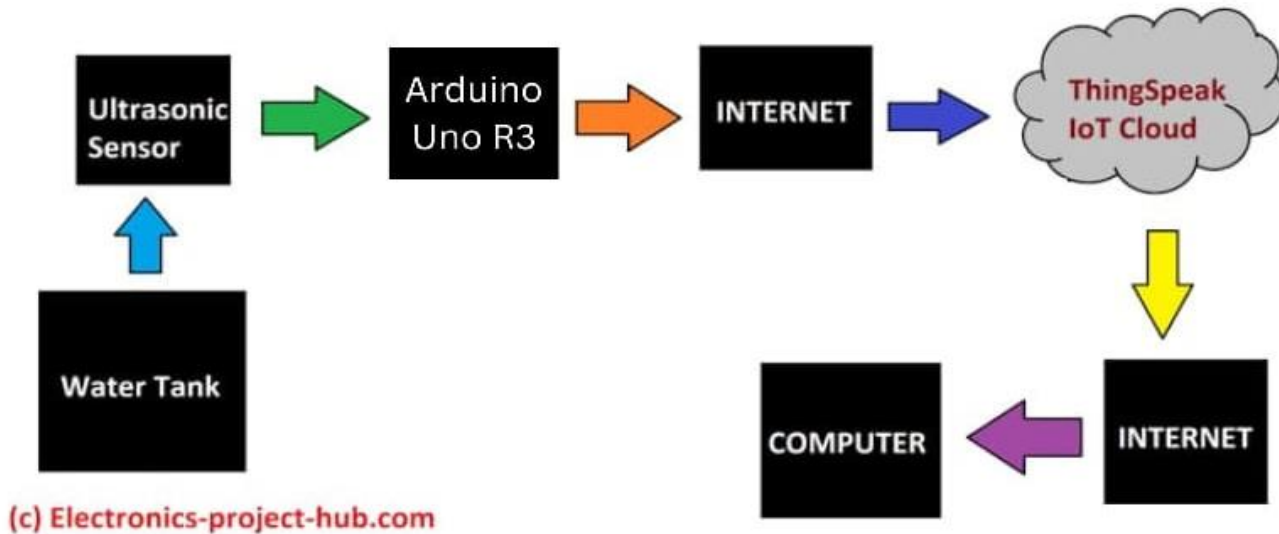 Ultrasonic
Sensor
Arduino
Uno R3
INTERNET
ThingSpeak
IoT Cloud
Water Tank
COMPUTER
INTERNET
(c) Electronics-project-hub.com